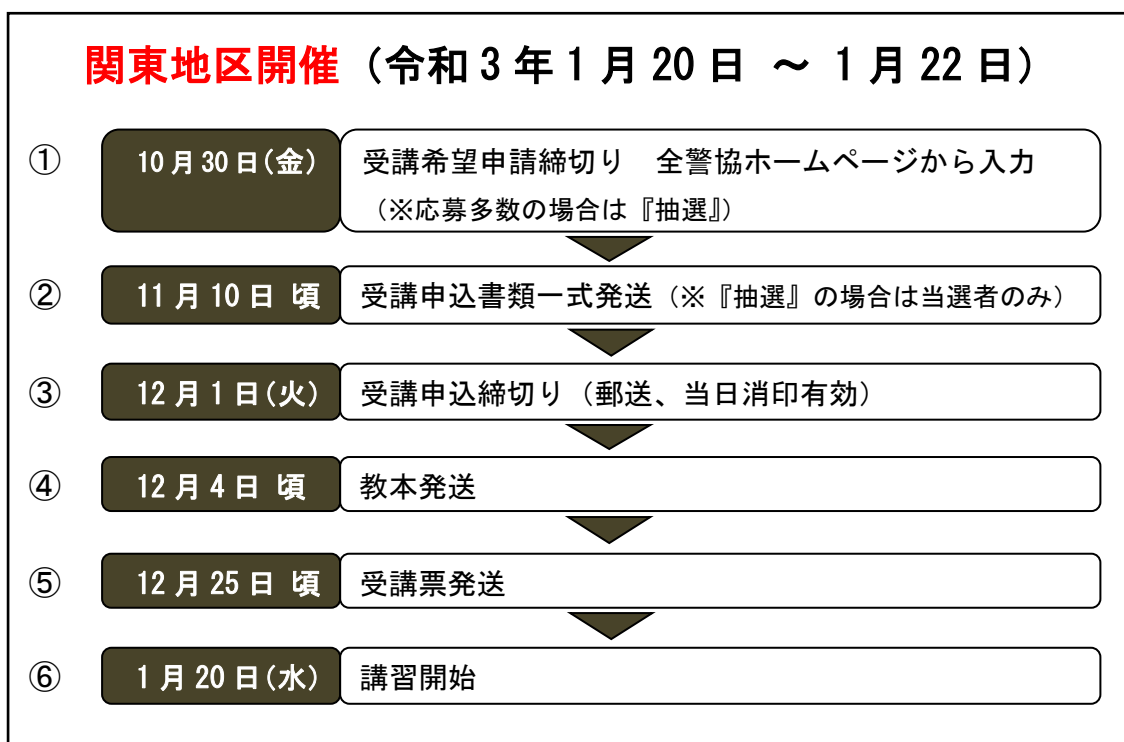 関東地区開催（令和3年1月20日 ～ 1月22日）
① 10月30日(金) 受講希望申請締切り　全警協ホームページから入力
（※応募多数の場合は『抽選』）
② 11月10日 頃 受講申込書類一式発送（※『抽選』の場合は当選者のみ）
③ 12月1日(火) 受講申込締切り（郵送、当日消印有効）
④ 12月4日 頃 教本発送
⑤ 12月25日 頃 受講票発送
⑥ 1月20日(水) 講習開始